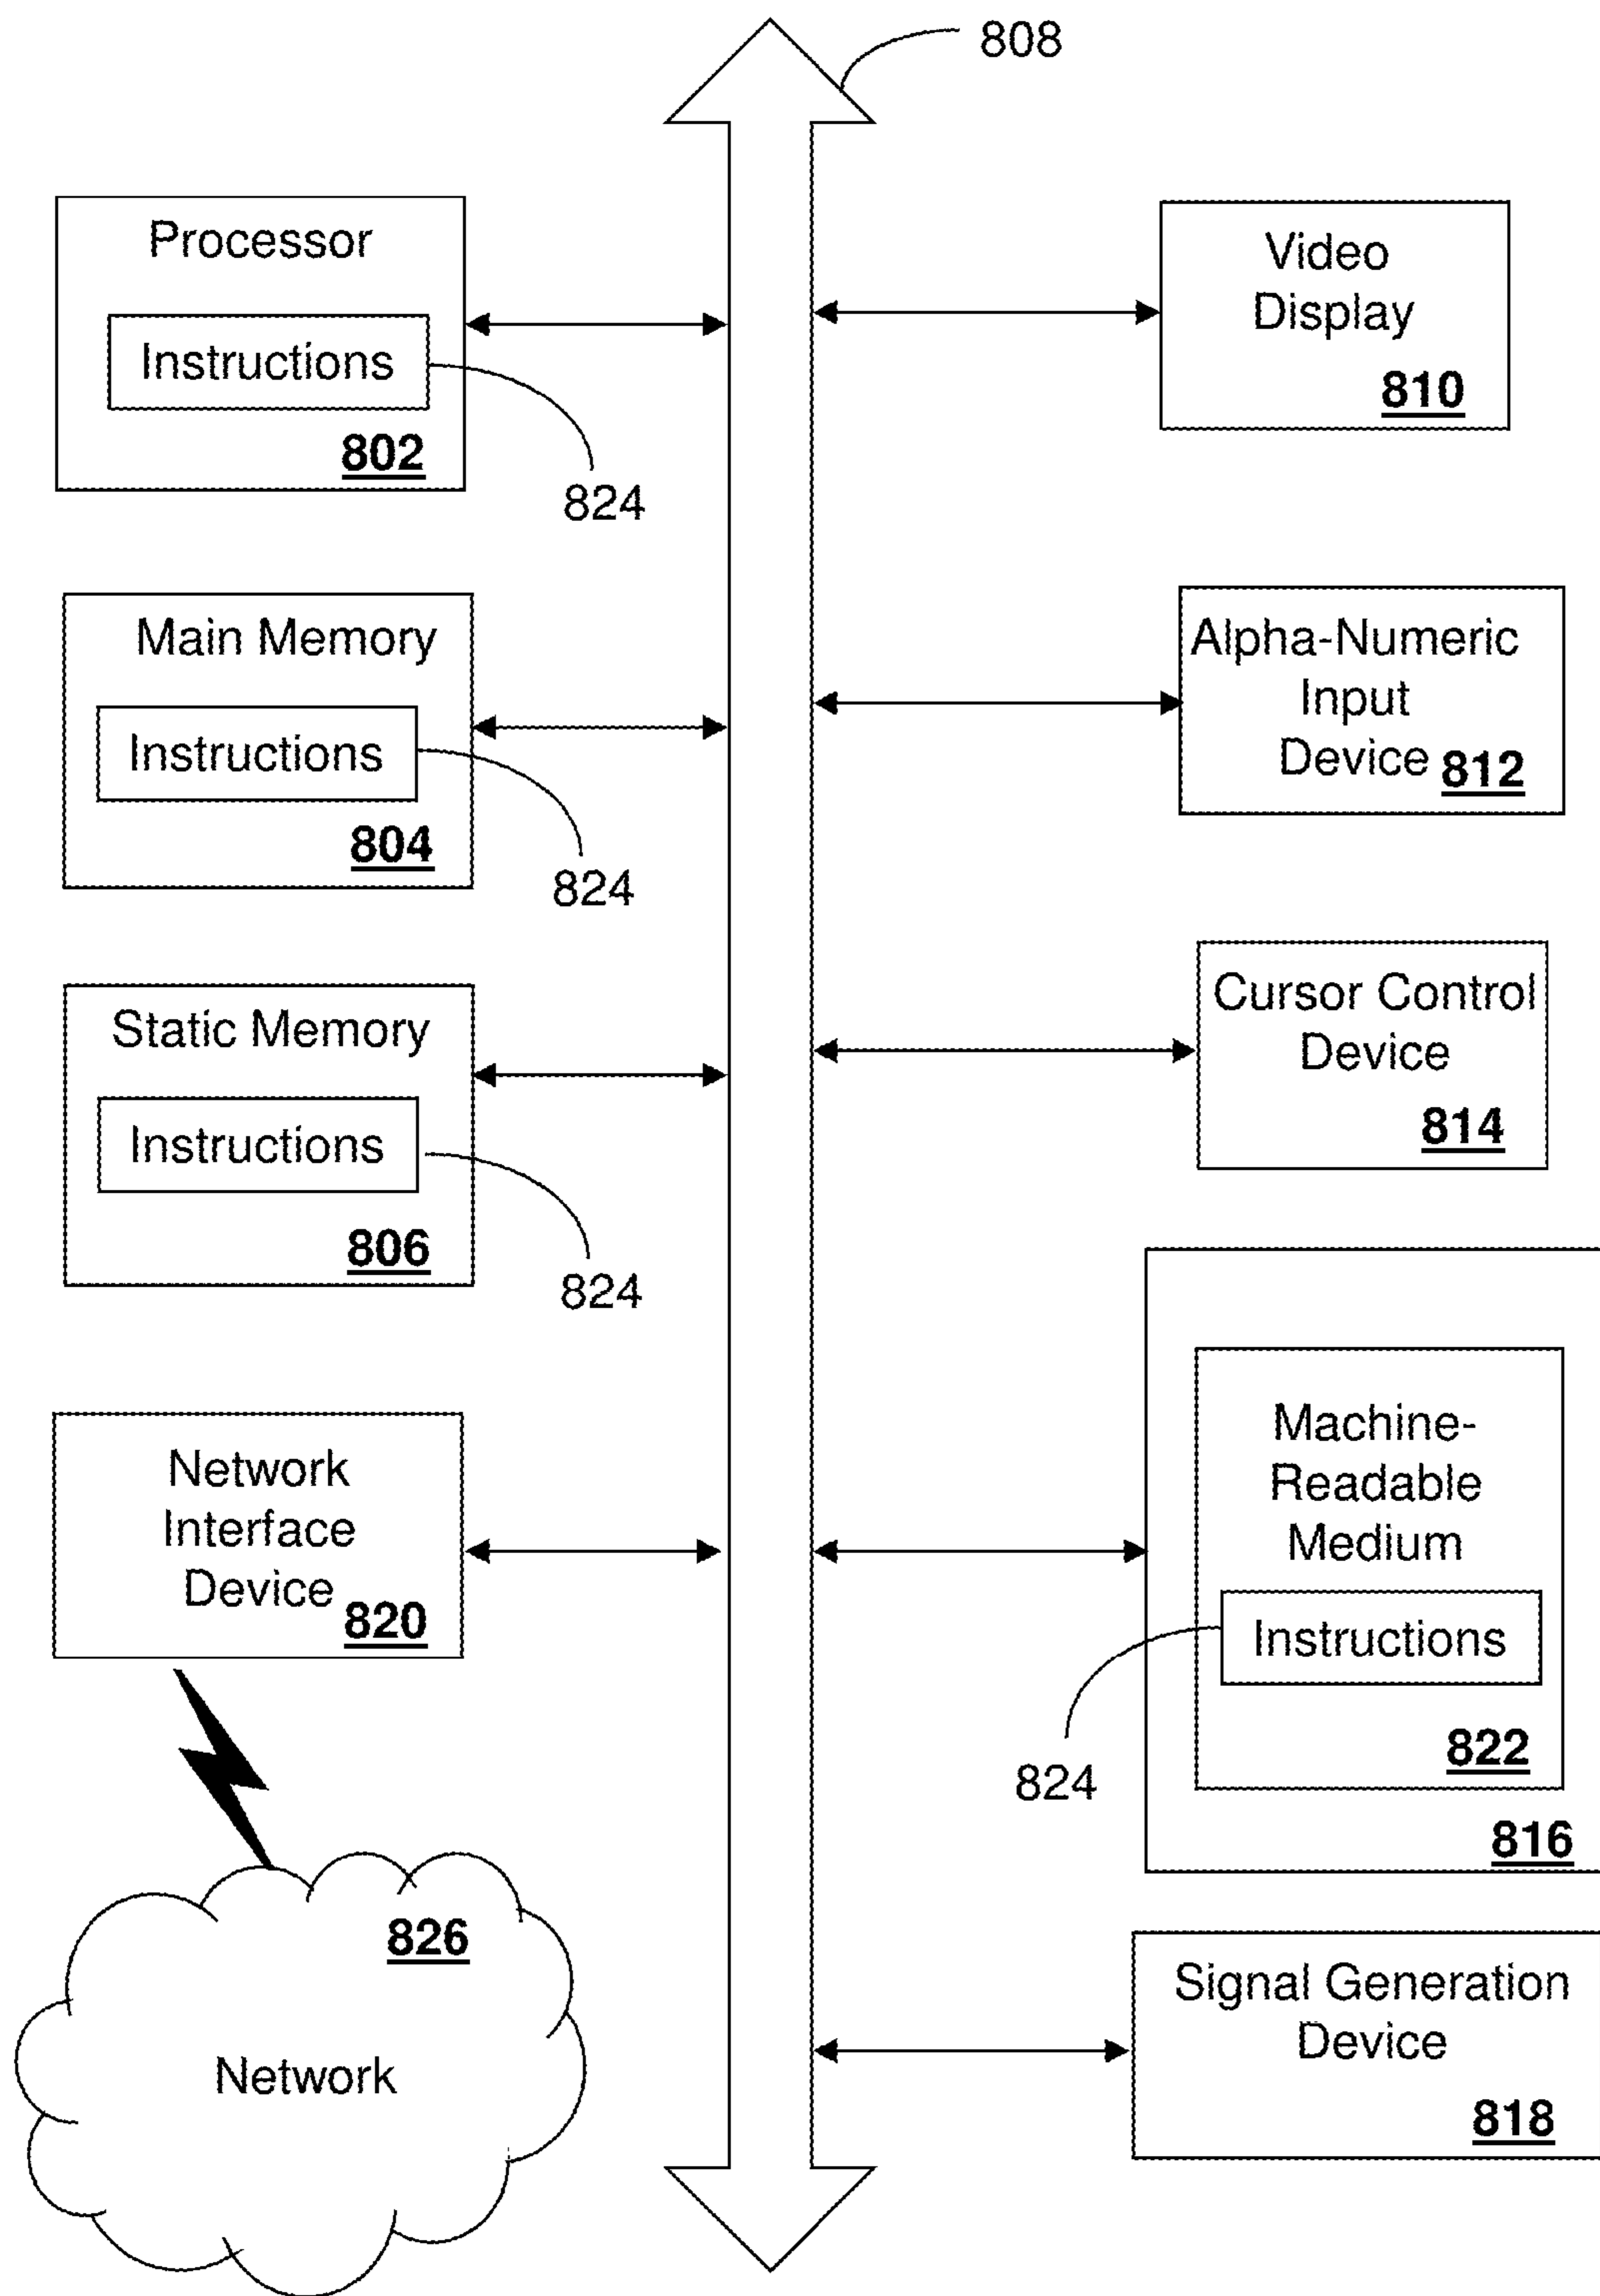 808
Processor
Instructions
802
824
Main Memory
Instructions
804
824
Static Memory
Instructions
806
824
Network
Interface
Device
820
826
Network
Video
Display
810
Alpha-Numeric
Input
Device 812
Cursor Control
Device
814
Machine-
Readable
Medium
Instructions
822
824
816
Signal Generation
Device
818